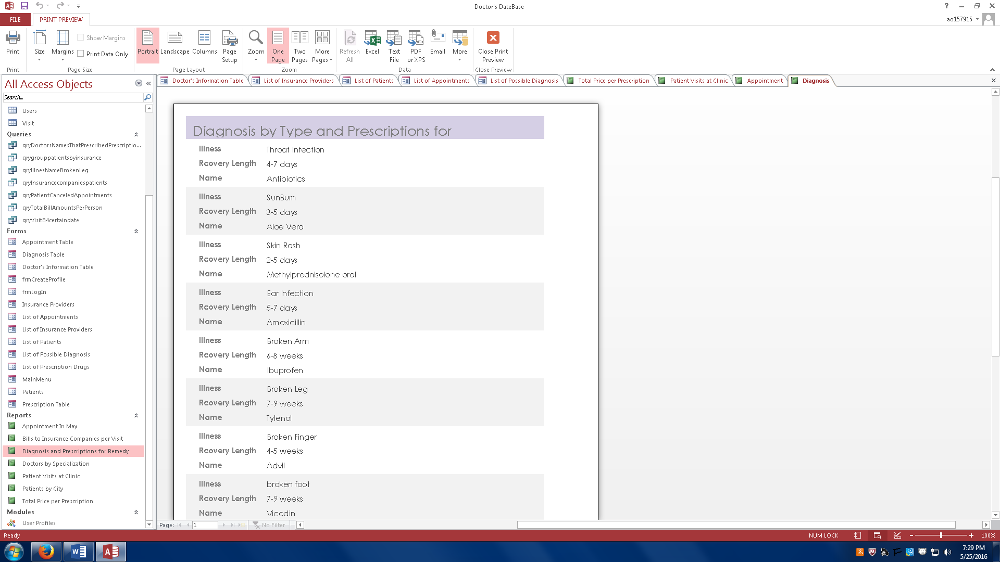 Doctor's DateBase
?
FILE
PRINT PREVIEW
ao157915
Print
Size
Margins
Show Margins
Print Data Only
Portrait
Landscape
Columns
Page Setup
Zoom
One Page
Two Pages
More Pages
Refresh All
Excel
Text File
PDF or XPS
Email
More
Close Print Preview
Print
Page Size
Page Layout
Zoom
Data
Close Preview
All Access Objects
Search...
Users
Visit
Queries
qryDoctorsNamesThatPrescribedPrescriptio...
qrygrouppatientsbyinsurance
qryIllnesNameBrokenLeg
qryInsurancecompaniespatients
qryPatientCanceledAppointments
qryTotalBillAmountsPerPerson
qryVisitB4certaindate
Forms
Appointment Table
Diagnosis Table
Doctor's Information Table
frmCreateProfile
frmLogIn
Insurance Providers
List of Appointments
List of Insurance Providers
List of Patients
List of Possible Diagnosis
List of Prescription Drugs
MainMenu
Patients
Prescription Table
Reports
Appointment In May
Bills to Insurance Companies per Visit
Diagnosis and Prescriptions for Remedy
Doctors by Specialization
Patient Visits at Clinic
Patients by City
Total Price per Prescription
Modules
User Profiles
Doctor's Information Table
List of Insurance Providers
List of Patients
List of Appointments
List of Possible Diagnosis
Total Price per Prescription
Patient Visits at Clinic
Appointment
Diagnosis
Diagnosis by Type and Prescriptions for
Illness Throat Infection
Rcovery Length 4-7 days
Name Antibiotics
Illness SunBurn
Rcovery Length 3-5 days
Name Aloe Vera
Illness Skin Rash
Rcovery Length 2-5 days
Name Methylprednisolone oral
Illness Ear Infection
Rcovery Length 5-7 days
Name Amoxicillin
Illness Broken Arm
Rcovery Length 6-8 weeks
Name Ibuprofen
Illness Broken Leg
Rcovery Length 7-9 weeks
Name Tylenol
Illness Broken Finger
Rcovery Length 4-5 weeks
Name Advil
Illness broken foot
Rcovery Length 7-9 weeks
Name Vicodin
Page: 1 No Filter
Ready
NUM LOCK
100%
7:29 PM
5/25/2016